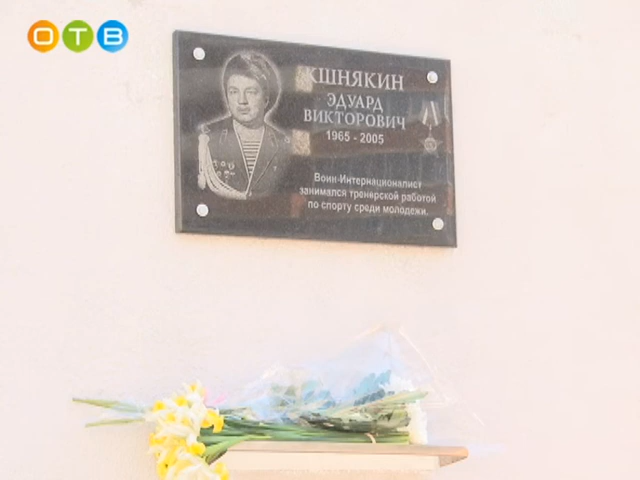 ОТВ
КШНЯКИН
ЭДУАРД
ВИКТОРОВИЧ
1965 - 2005
Воин-Интернационалист
занимался тренерской работой
по спорту среди молодежи.